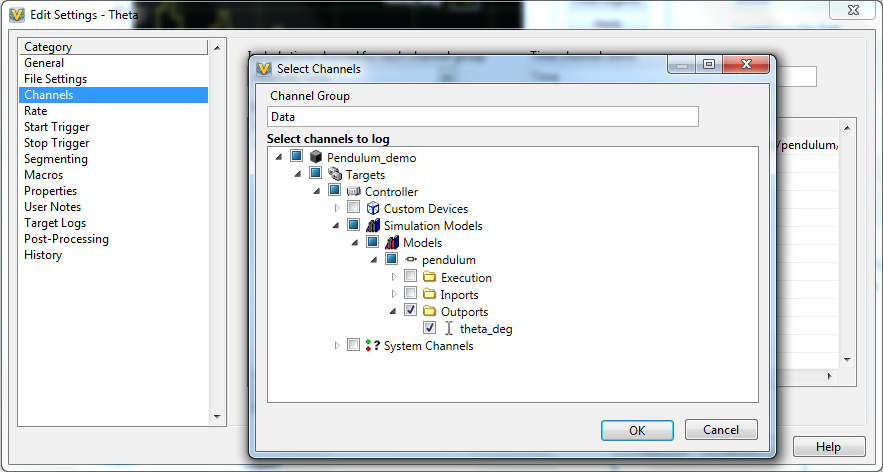 Edit Settings - Theta
Category
General
File Settings
Channels
Rate
Start Trigger
Stop Trigger
Segmenting
Macros
Properties
User Notes
Target Logs
Post-Processing
History
Select Channels
Channel Group
Data
Select channels to log
Pendulum_demo
Targets
Controller
Custom Devices
Simulation Models
Models
pendulum
Execution
Inports
Outports
theta_deg
System Channels
/pendulum/
OK
Cancel
Help